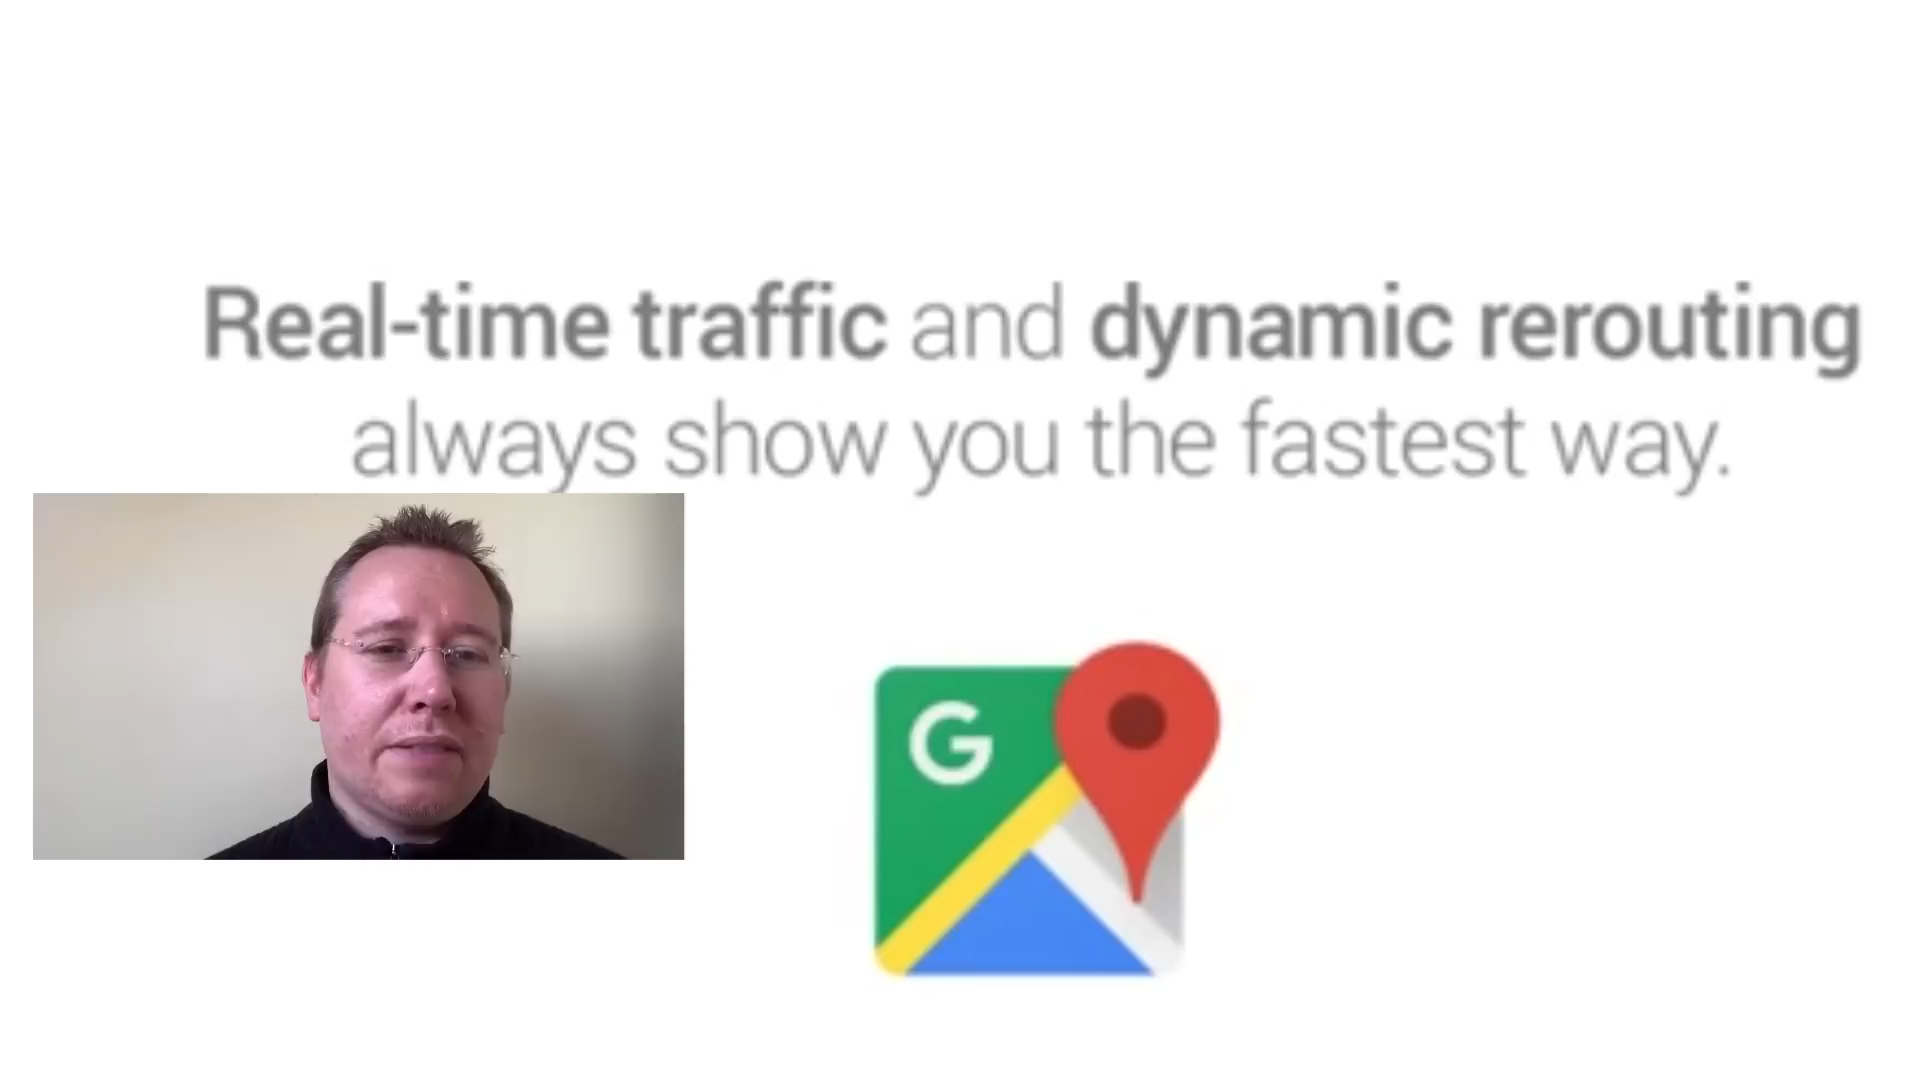 Real-time traffic and dynamic rerouting
always show you the fastest way.
G